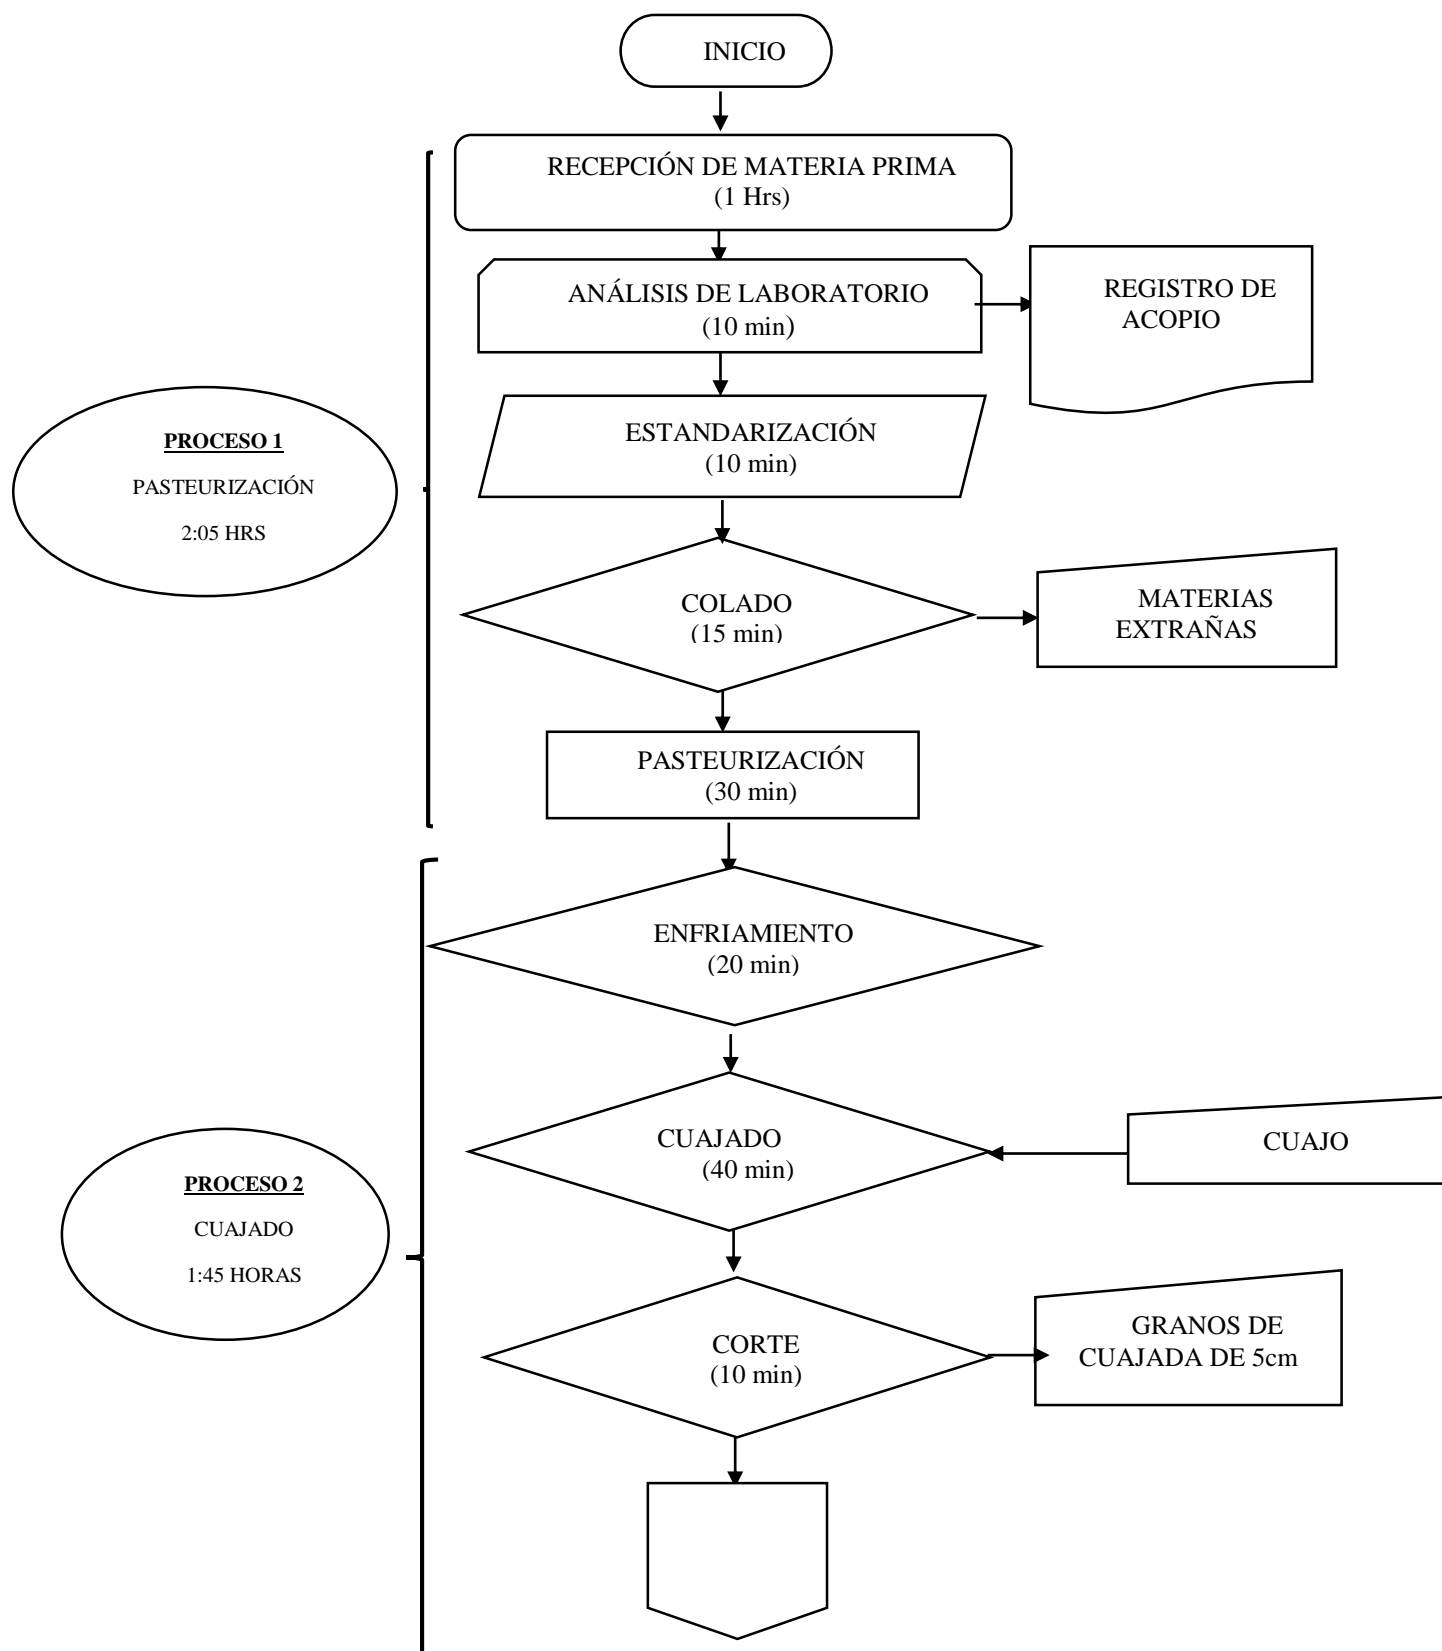 INICIO
RECEPCIÓN DE MATERIA PRIMA
(1 Hrs)
ANÁLISIS DE LABORATORIO
(10 min)
REGISTRO DE
ACOPIO
ESTANDARIZACIÓN
(10 min)
PROCESO 1
PASTEURIZACIÓN
2:05 HRS
COLADO
(15 min)
MATERIAS
EXTRAÑAS
PASTEURIZACIÓN
(30 min)
ENFRIAMIENTO
(20 min)
CUAJADO
(40 min)
CUAJO
PROCESO 2
CUAJADO
1:45 HORAS
CORTE
(10 min)
GRANOS DE
CUAJADA DE 5cm